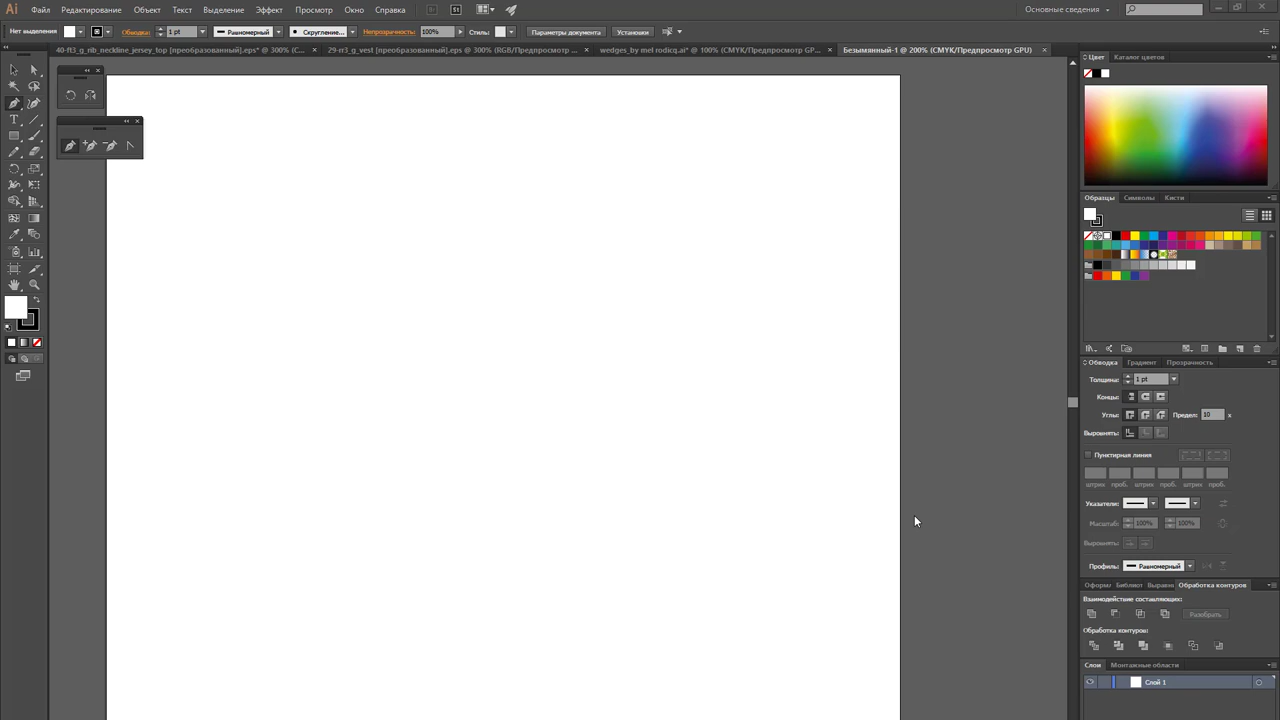 Ai Файл Редактирование Объект Текст Выделение Эффект Просмотр Окно Справка Br St Основные сведения
Нет выделения Обводка: 1 pt Равномерный Скругление... Непрозрачность: 100% Стиль: Параметры документа Установки
40-ft3_g_rib_neckline_jersey_top [преобразованный].eps* @ 300% (C... × 29-rr3_g_vest [преобразованный].eps @ 300% (RGB/Предпросмотр ... × wedges_by mel rodicq.ai* @ 100% (CMYK/Предпросмотр GPU) × Безымянный-1 @ 200% (CMYK/Предпросмотр GPU) ×
Цвет Каталог цветов
Образцы Символы Кисти
Обводка Градиент Прозрачность
Толщина: 1 pt
Концы:
Углы: Предел: 10 x
Выровнять:
Пунктирная линия
штрих проб. штрих проб. штрих проб.
Указатели:
Масштаб: 100% 100%
Выровнять:
Профиль: Равномерный
Оформ Библиот Выравни Обработка контуров
Взаимодействие составляющих:
Разобрать
Обработка контуров:
Слои Монтажные области
Слой 1